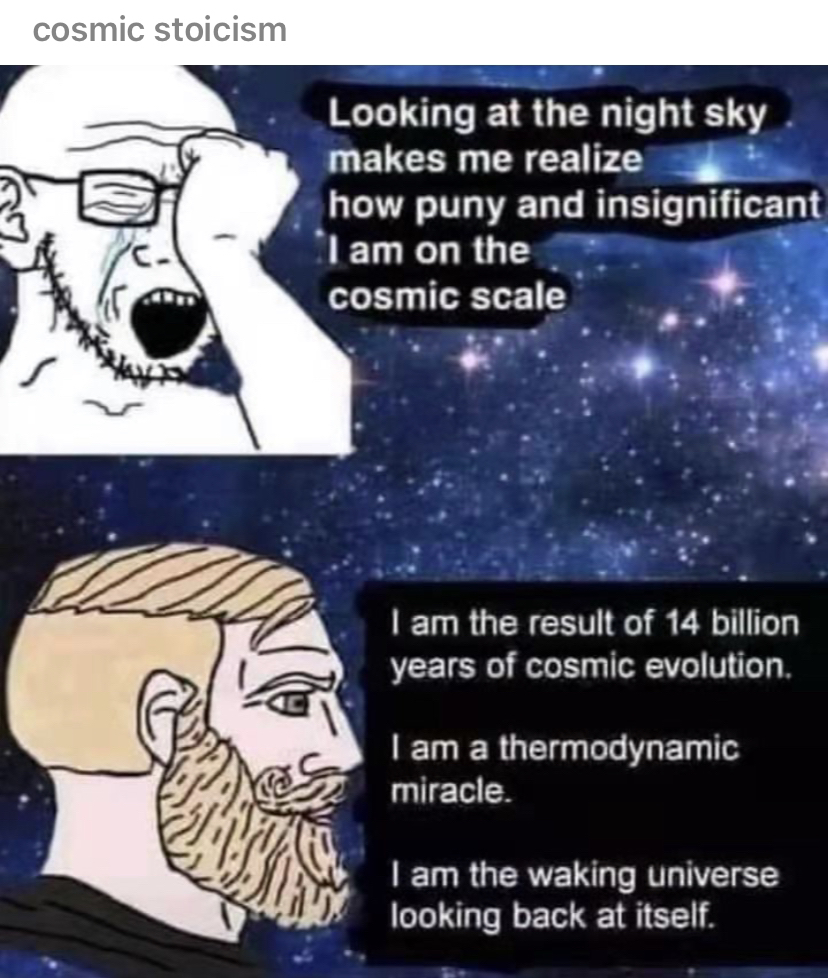 cosmic stoicism
Looking at the night sky
makes me realize
how puny and insignificant
I am on the
cosmic scale
I am the result of 14 billion
years of cosmic evolution.
I am a thermodynamic
miracle.
I am the waking universe
looking back at itself.